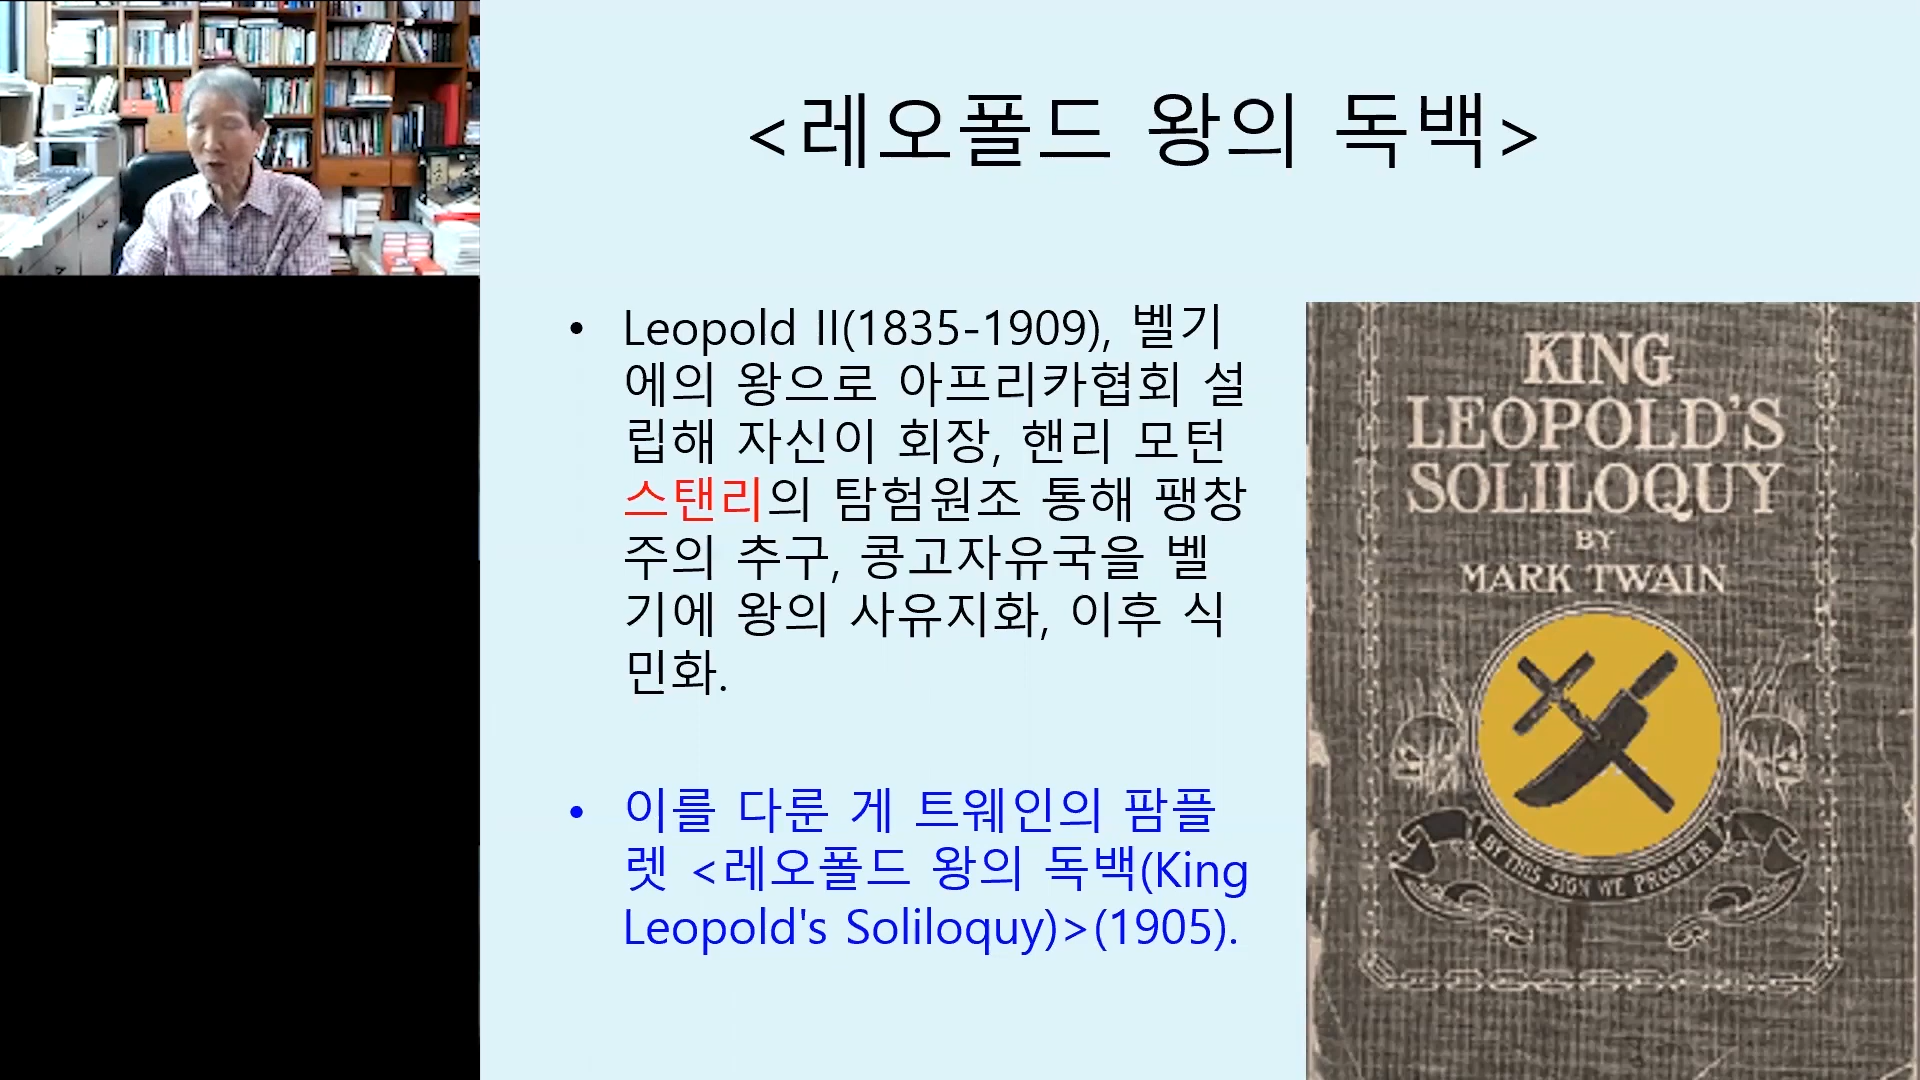 <레오폴드 왕의 독백>
• Leopold II(1835-1909), 벨기
에의 왕으로 아프리카협회 설
립해 자신이 회장, 핸리 모턴
스탠리의 탐험원조 통해 팽창
주의 추구, 콩고자유국을 벨
기에 왕의 사유지화, 이후 식
민화.
• 이를 다룬 게 트웨인의 팜플
렛 <레오폴드 왕의 독백(King
Leopold's Soliloquy)>(1905).
KING
LEOPOLD'S
SOLILOQUY
BY
MARK TWAIN
BY THIS SIGN WE PROSPER